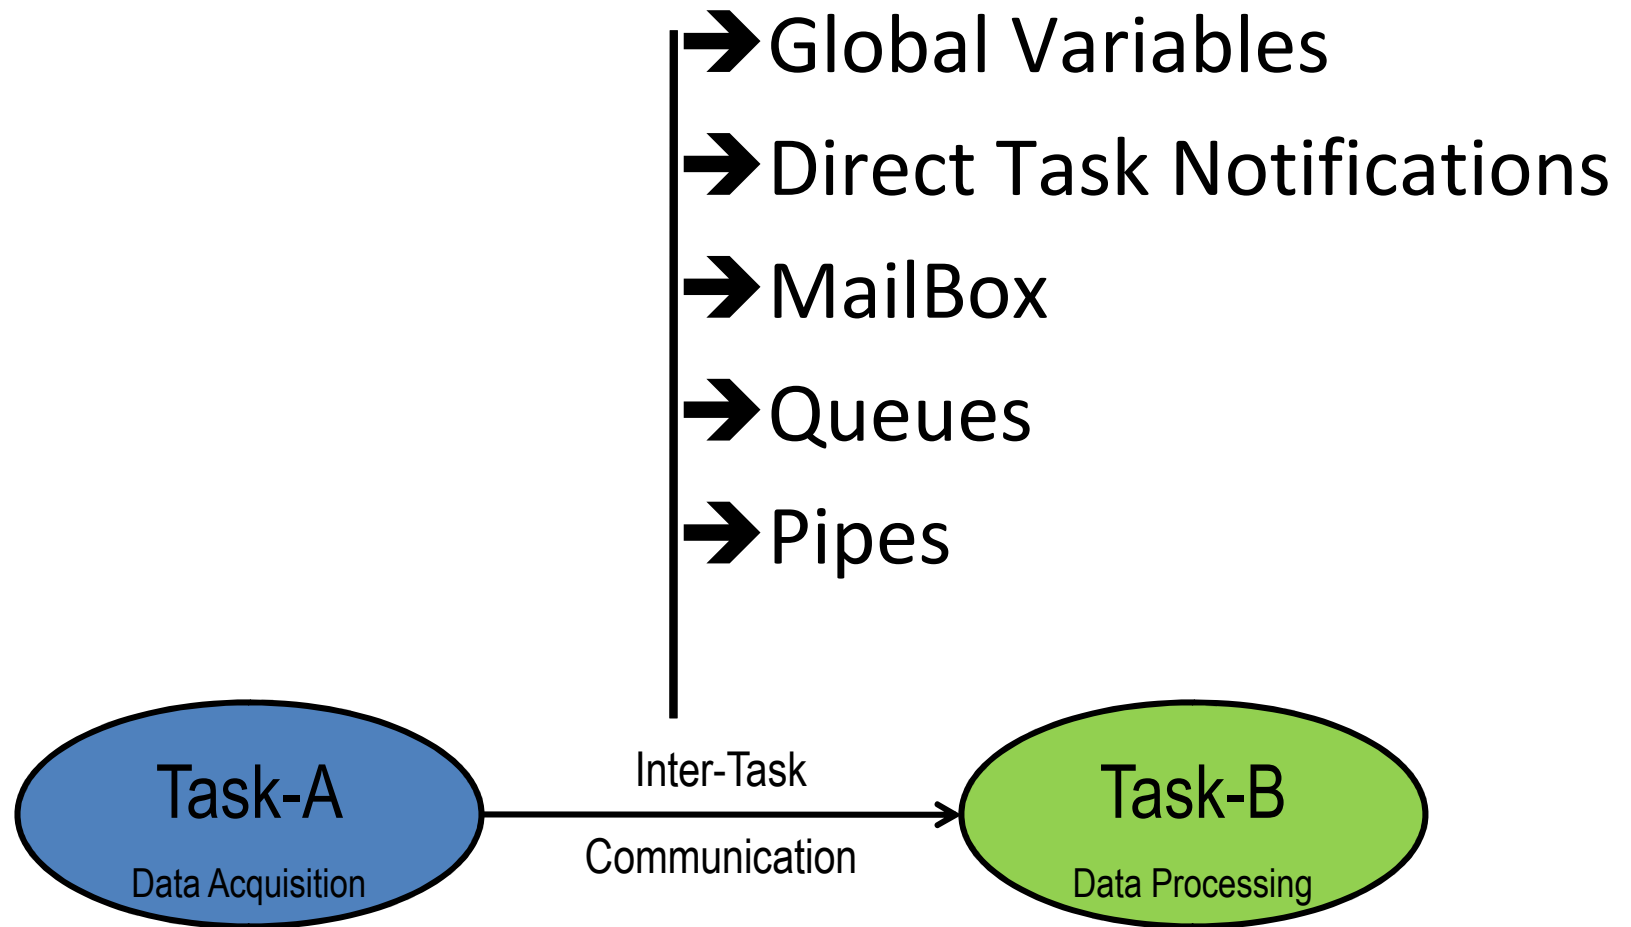 Global Variables
Direct Task Notifications
MailBox
Queues
Pipes
Task-A
Data Acquisition
Inter-Task
Communication
Task-B
Data Processing